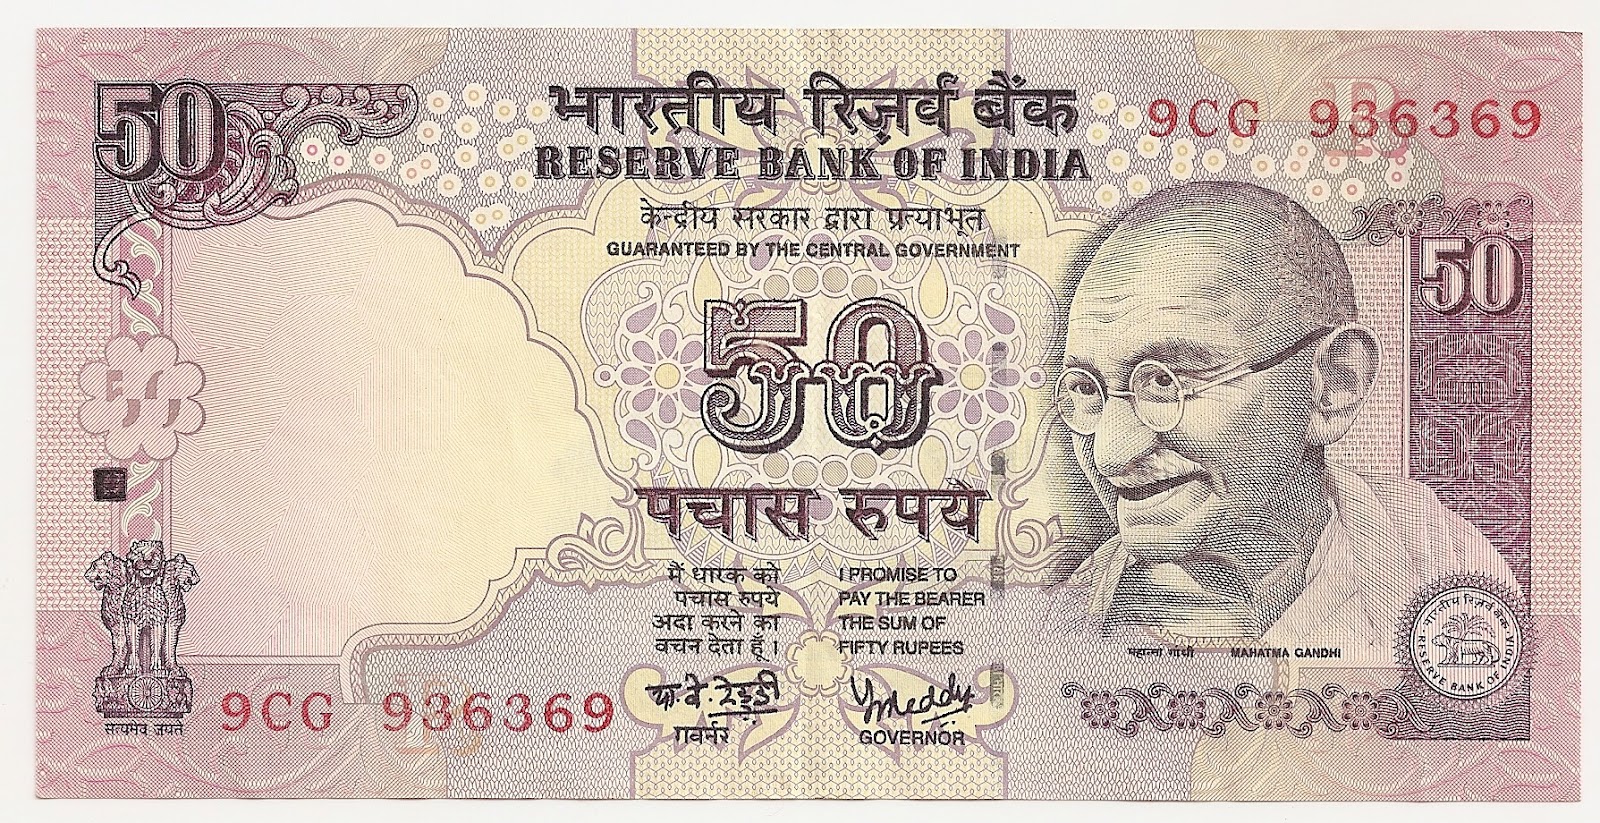 50
भारतीय रिज़र्व बैंक
RESERVE BANK OF INDIA
9CG 936369
केन्द्रीय सरकार द्वारा प्रत्याभूत
GUARANTEED BY THE CENTRAL GOVERNMENT
50
50
पचास रुपये
मैं धारक को
पचास रुपये
अदा करने का
वचन देता हूँ।
I PROMISE TO
PAY THE BEARER
THE SUM OF
FIFTY RUPEES
महात्मा गांधी MAHATMA GANDHI
भारतीय रिज़र्व बैंक
RESERVE BANK OF INDIA
सत्यमेव जयते
9CG 936369
गवर्नर
GOVERNOR